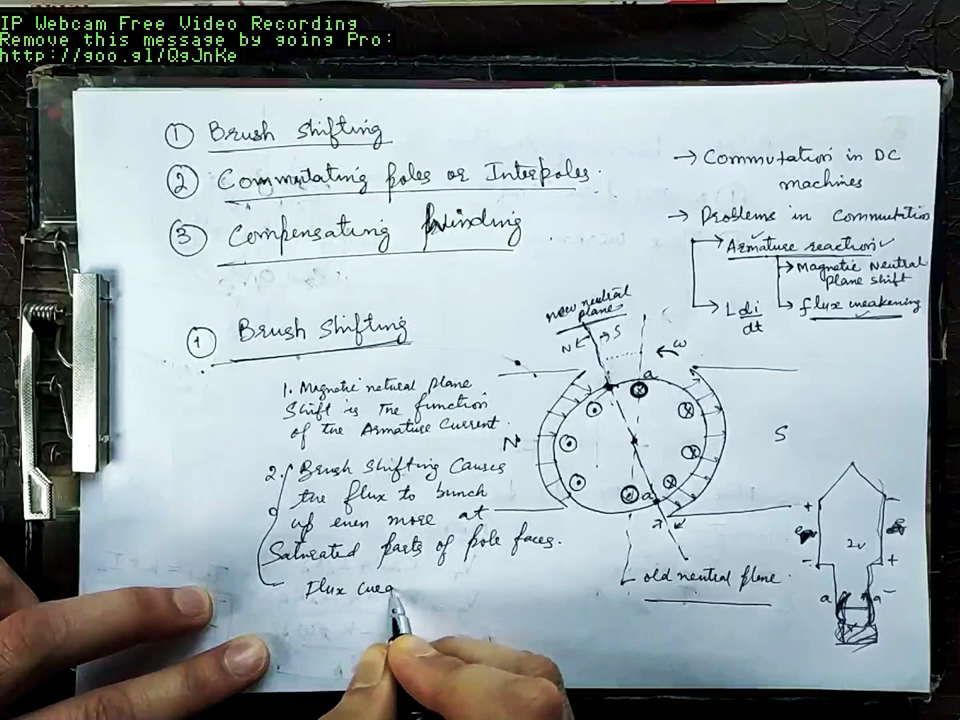 IP Webcam Free Video Recording
Remove this message by going Pro:
http://goo.gl/QgJnKe
① Brush Shifting
② Commutating poles or Interpoles.
③ Compensating Winding
→ Commutation in DC
machines
→ Problems in Commutation
→ Armature reaction ✓
→ Magnetic Neutral
Plane shift
→ flux weakening
→ L di/dt
① Brush Shifting
1. Magnetic netural plane
Shift is the function
of the Armature Current.
2. Brush Shifting Causes
the flux to bunch
up even more at
Saturated parts of pole faces.
Flux wea
new neutral
plane
N S
ω
a
N
S
a
old neutral plane
+ -
2v
- +
a a'